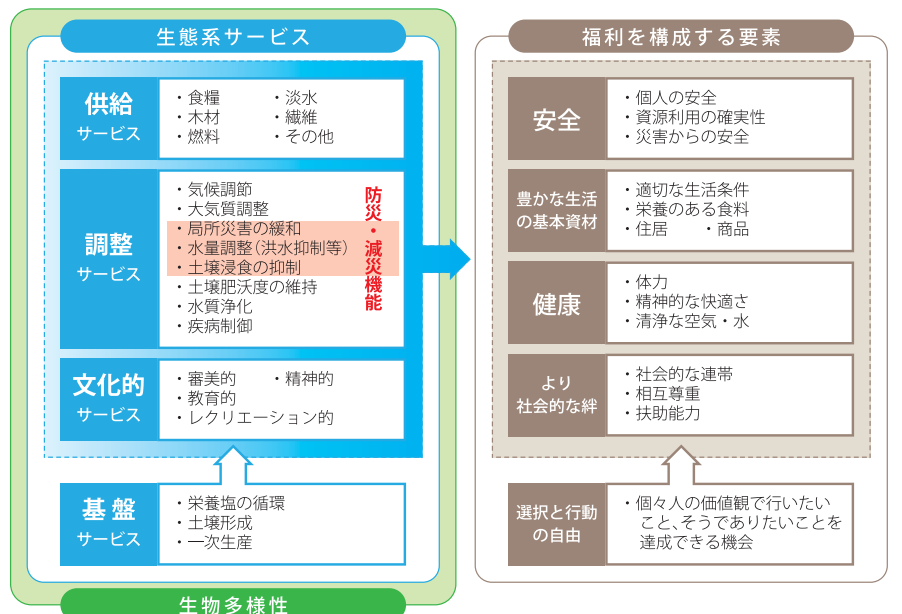 生態系サービス
供給
サービス
・食糧　・淡水
・木材　・繊維
・燃料　・その他
調整
サービス
・気候調節
・大気質調整
・局所災害の緩和
・水量調整（洪水抑制等）
・土壌浸食の抑制
・土壌肥沃度の維持
・水質浄化
・疾病制御
防災・減災機能
文化的
サービス
・審美的　・精神的
・教育的
・レクリエーション的
基盤
サービス
・栄養塩の循環
・土壌形成
・一次生産
生物多様性
福利を構成する要素
安全
・個人の安全
・資源利用の確実性
・災害からの安全
豊かな生活
の基本資材
・適切な生活条件
・栄養のある食料
・住居　・商品
健康
・体力
・精神的な快適さ
・清浄な空気・水
より
社会的な絆
・社会的な連帯
・相互尊重
・扶助能力
選択と行動
の自由
・個々人の価値観で行いたい
こと、そうでありたいことを
達成できる機会